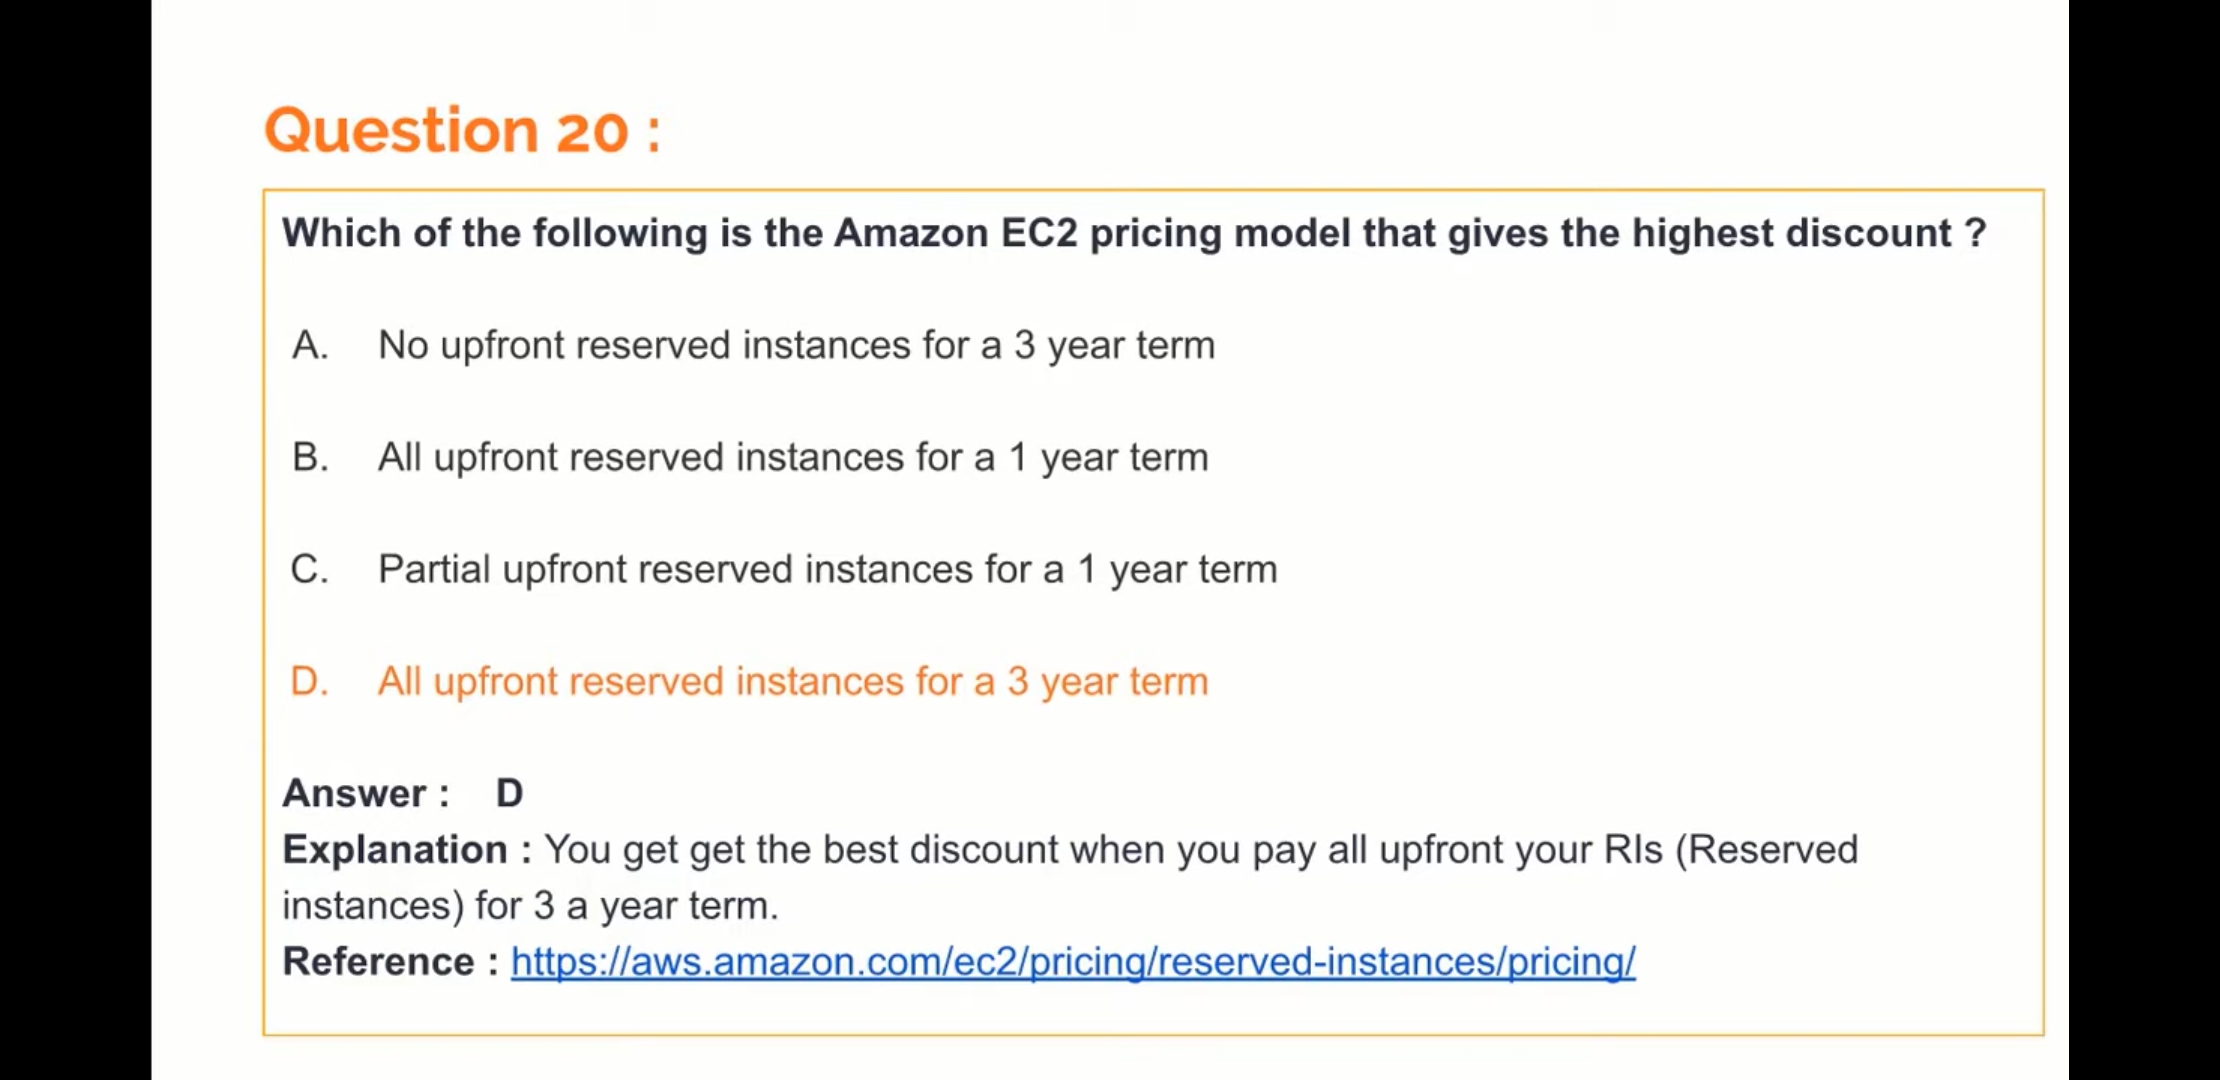 Question 20 :
Which of the following is the Amazon EC2 pricing model that gives the highest discount ?
A. No upfront reserved instances for a 3 year term
B. All upfront reserved instances for a 1 year term
C. Partial upfront reserved instances for a 1 year term
D. All upfront reserved instances for a 3 year term
Answer : D
Explanation : You get get the best discount when you pay all upfront your RIs (Reserved
instances) for 3 a year term.
Reference : https://aws.amazon.com/ec2/pricing/reserved-instances/pricing/